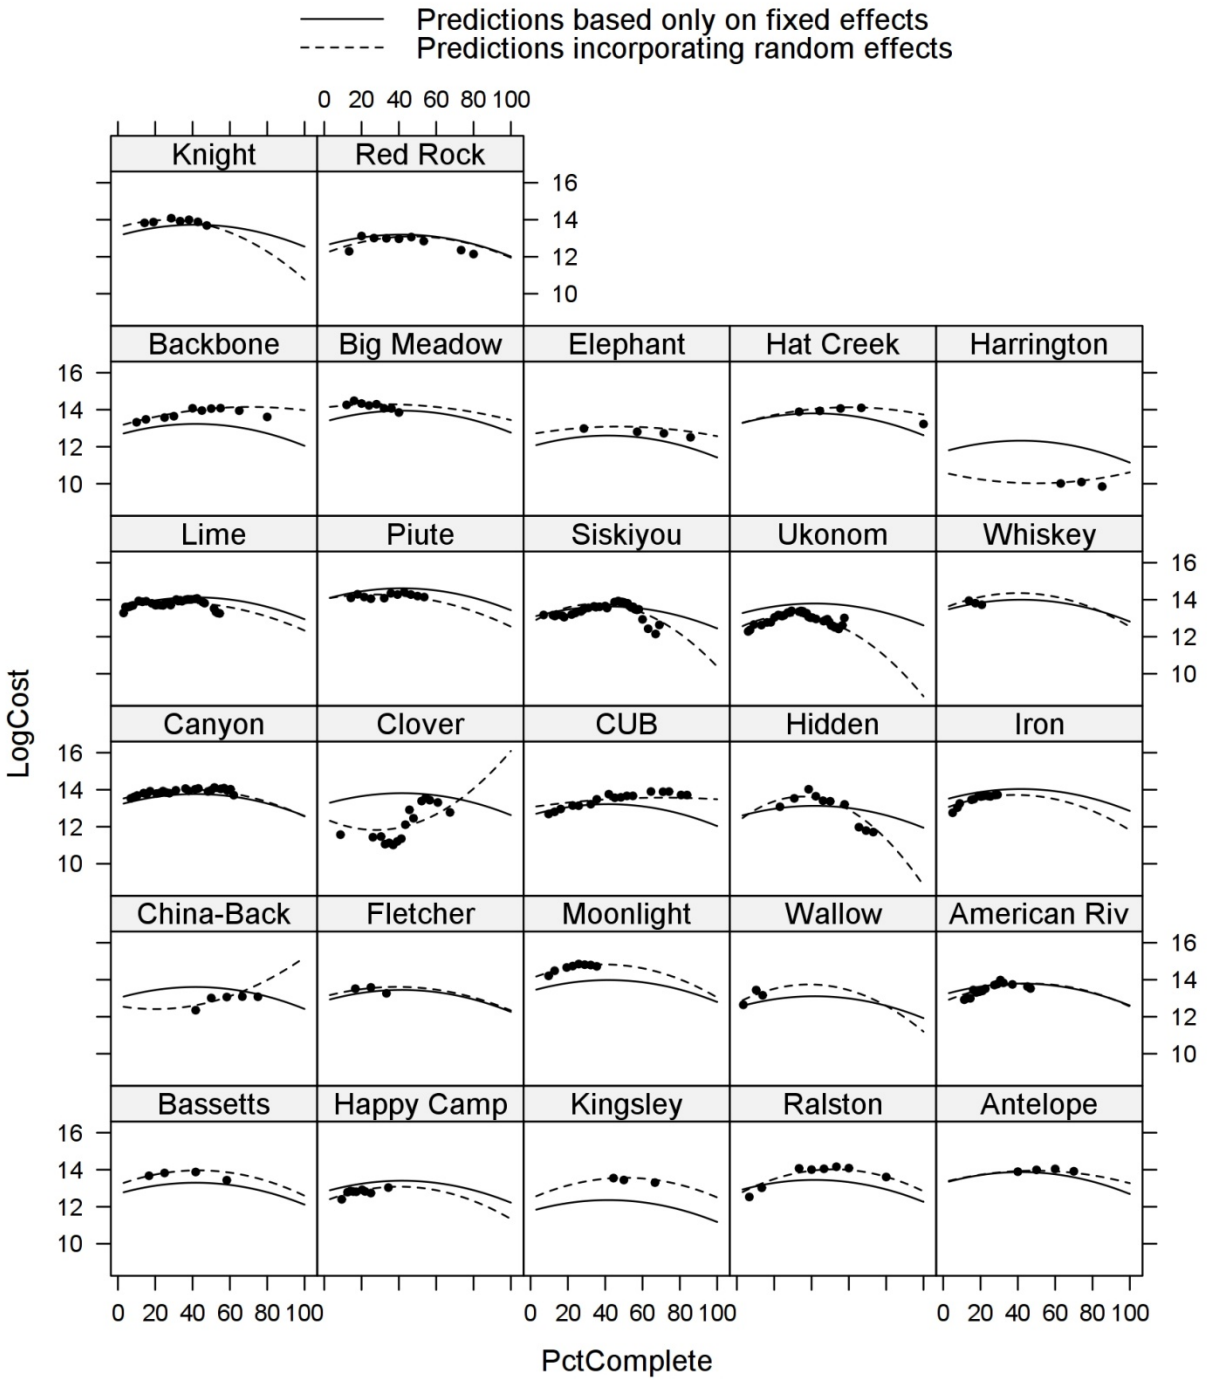 Predictions based only on fixed effects
Predictions incorporating random effects
0 20 40 60 80 100
Knight Red Rock
16
14
12
10
Backbone Big Meadow Elephant Hat Creek Harrington
16
14
12
10
Lime Piute Siskiyou Ukonom Whiskey
16
14
12
10
Canyon Clover CUB Hidden Iron
16
14
12
10
China-Back Fletcher Moonlight Wallow American Riv
16
14
12
10
Bassetts Happy Camp Kingsley Ralston Antelope
16
14
12
10
0 20 40 60 80 100 0 20 40 60 80 100 0 20 40 60 80 100
PctComplete
LogCost